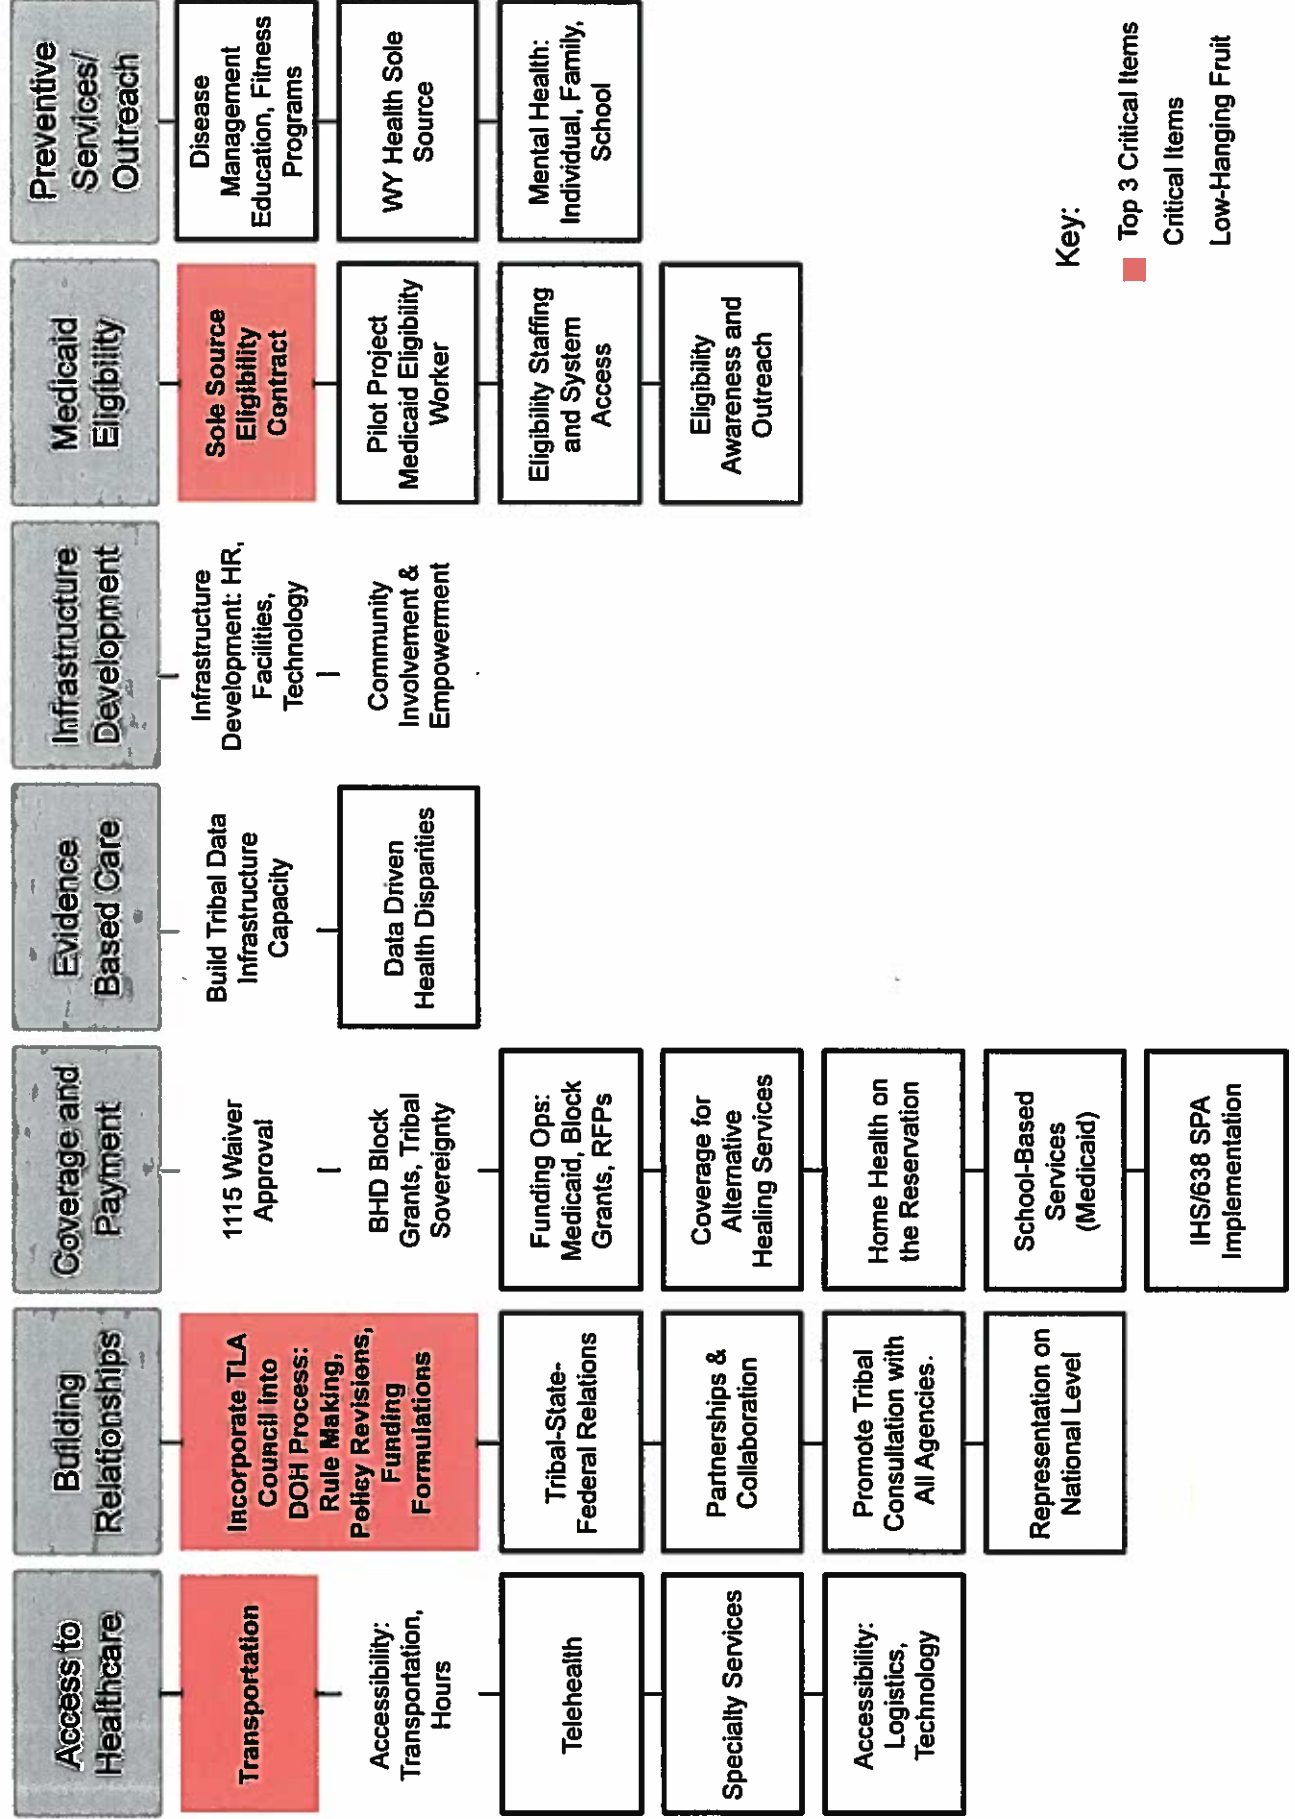 Access to
Healthcare
Transportation
Accessibility:
Transportation,
Hours
Telehealth
Specialty Services
Accessibility:
Logistics,
Technology
Building
Relationships
Incorporate TLA
Council into
DOH Process:
Rule Making,
Policy Revisions,
Funding
Formulations
Tribal-State-
Federal Relations
Partnerships &
Collaboration
Promote Tribal
Consultation with
All Agencies.
Representation on
National Level
Coverage and
Payment
1115 Waiver
Approval
BHD Block
Grants, Tribal
Sovereignty
Funding Ops:
Medicaid, Block
Grants, RFPs
Coverage for
Alternative
Healing Services
Home Health on
the Reservation
School-Based
Services
(Medicaid)
IHS/638 SPA
Implementation
Evidence
Based Care
Build Tribal Data
Infrastructure
Capacity
Data Driven
Health Disparities
Infrastructure
Development
Infrastructure
Development: HR,
Facilities,
Technology
Community
Involvement &
Empowerment
Medicaid
Eligibility
Sole Source
Eligibility
Contract
Pilot Project
Medicaid Eligibility
Worker
Eligibility Staffing
and System
Access
Eligibility
Awareness and
Outreach
Preventive
Services/
Outreach
Disease
Management
Education, Fitness
Programs
WY Health Sole
Source
Mental Health:
Individual, Family,
School
Key:
Top 3 Critical Items
Critical Items
Low-Hanging Fruit